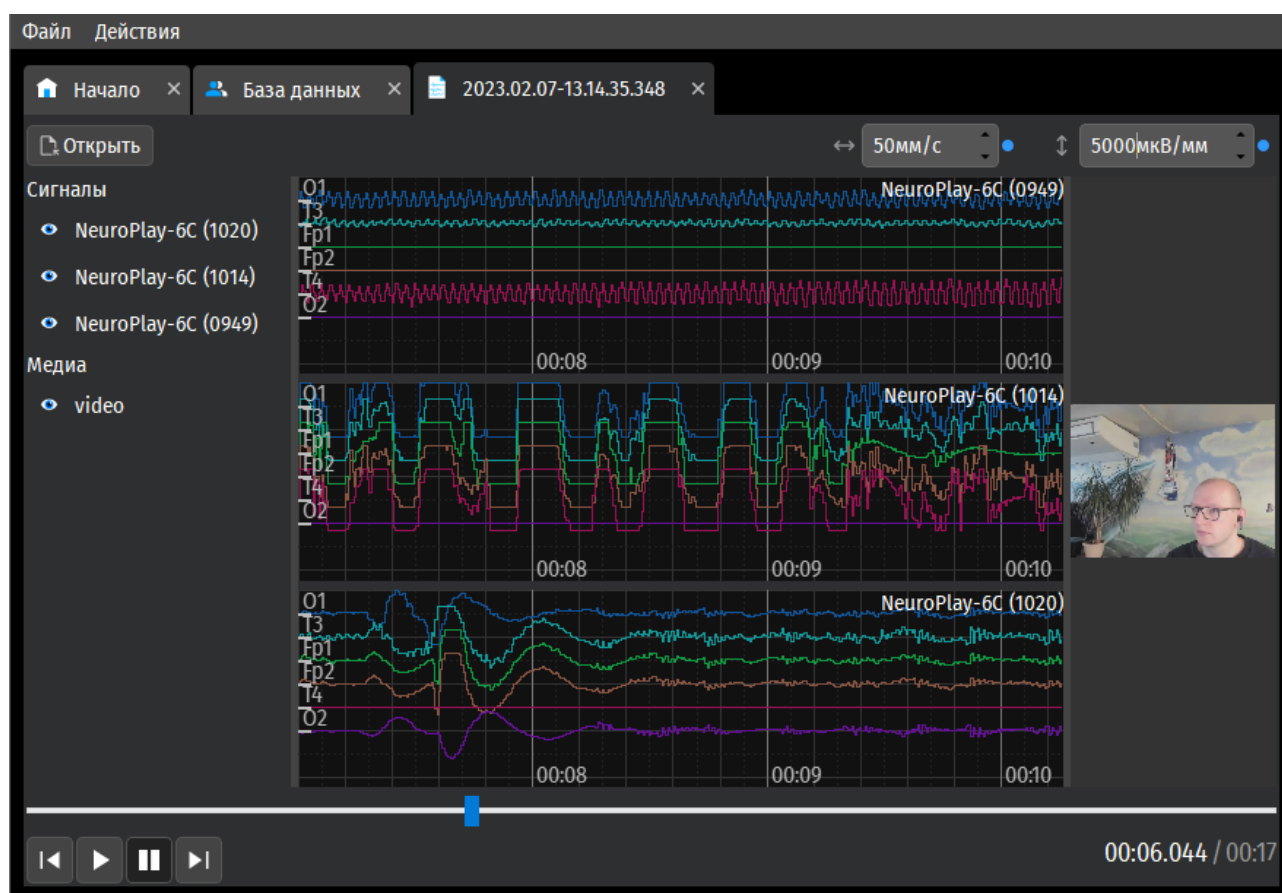 Файл Действия
Начало База данных 2023.02.07-13.14.35.348
Открыть 50мм/с 5000мкВ/мм
Сигналы
NeuroPlay-6C (1020)
NeuroPlay-6C (1014)
NeuroPlay-6C (0949)
Медиа
video
NeuroPlay-6C (0949)
O1
T3
Fp1
Fp2
T4
O2
00:08 00:09 00:10
NeuroPlay-6C (1014)
O1
T3
Fp1
Fp2
T4
O2
00:08 00:09 00:10
NeuroPlay-6C (1020)
O1
T3
Fp1
Fp2
T4
O2
00:08 00:09 00:10
00:06.044 / 00:17